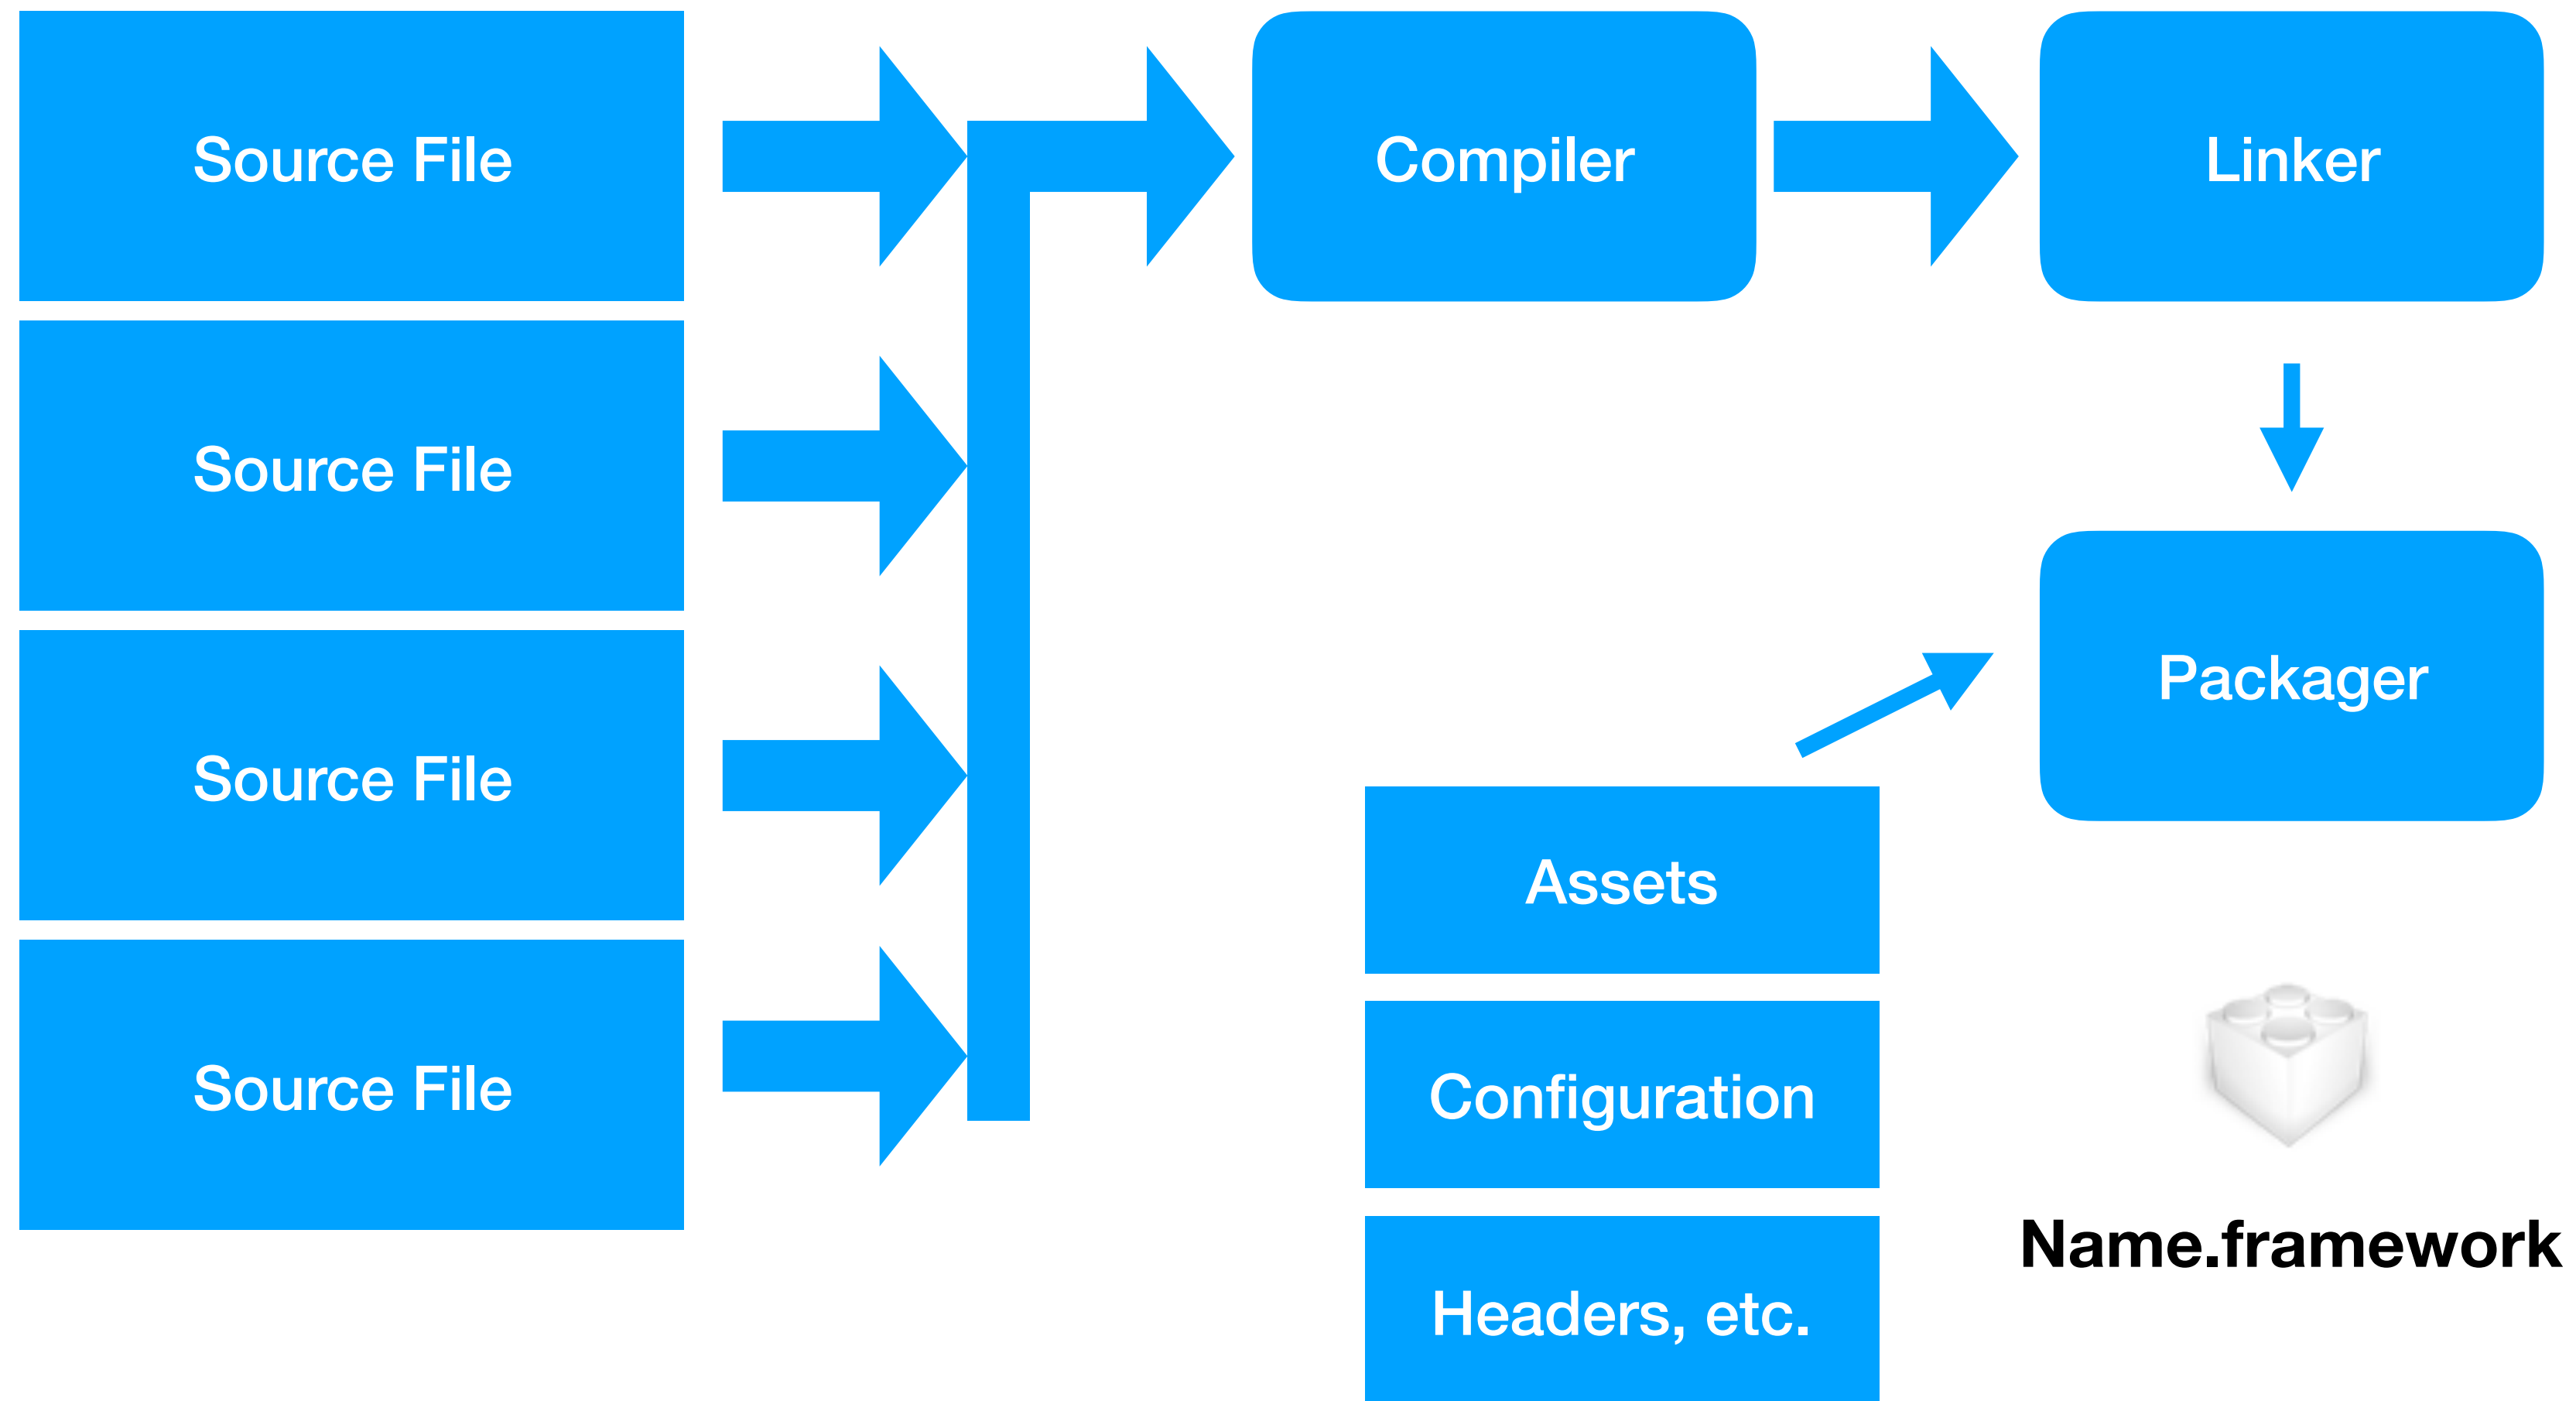 Source File
Compiler
Linker
Source File
Source File
Packager
Source File
Assets
Configuration
Headers, etc.
Name.framework